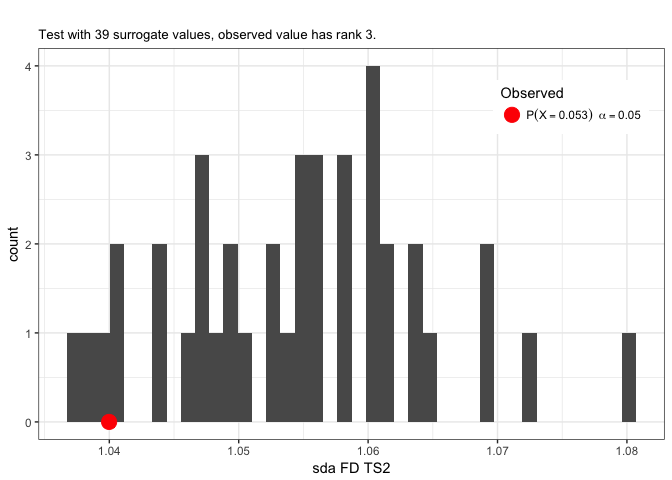 Test with 39 surrogate values, observed value has rank 3.
4
3
2
1
0
count
Observed
P(X = 0.053) α = 0.05
1.04 1.05 1.06 1.07 1.08
sda FD TS2